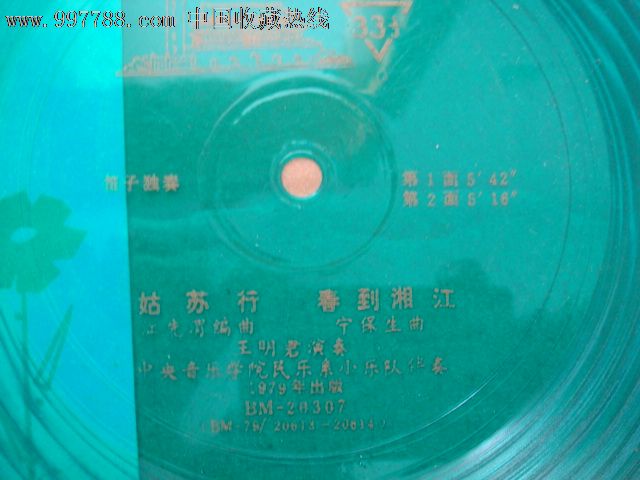 www.997788.com 中国收藏热线
33⅓
笛子独奏
第1面5′42″
第2面5′16″
姑苏行 春到湘江
江先渭编曲 宁保生曲
王明君演奏
中央音乐学院民乐系小乐队伴奏
1979年出版
BM-20307
(BM-79/20613-20614)